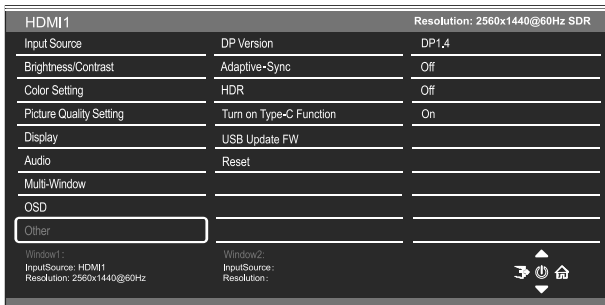 HDMI1 Resolution: 2560x1440@60Hz SDR
Input Source DP Version DP1.4
Brightness/Contrast Adaptive-Sync Off
Color Setting HDR Off
Picture Quality Setting Turn on Type-C Function On
Display USB Update FW
Audio Reset
Multi-Window
OSD
Other
Window1: Window2:
InputSource: HDMI1 InputSource:
Resolution: 2560x1440@60Hz Resolution: